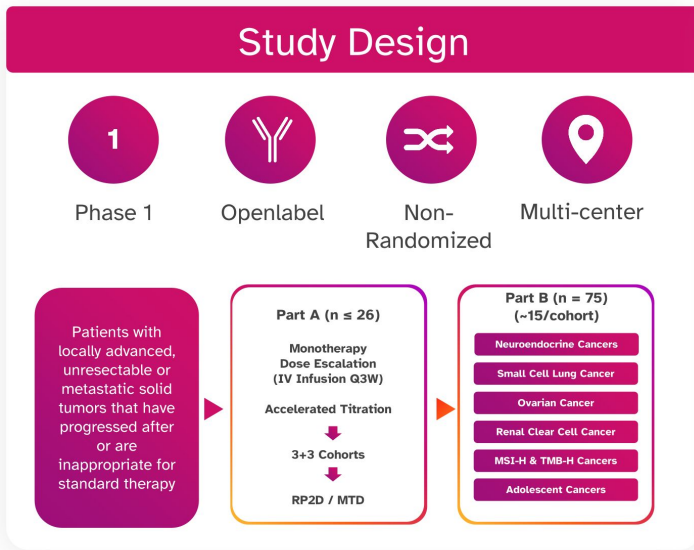 Study Design
1
Phase 1
Openlabel
Non-
Randomized
Multi-center
Patients with
locally advanced,
unresectable or
metastatic solid
tumors that have
progressed after
or are
inappropriate for
standard therapy
Part A (n ≤ 26)
Monotherapy
Dose Escalation
(IV Infusion Q3W)
Accelerated Titration
3+3 Cohorts
RP2D / MTD
Part B (n = 75)
(~15/cohort)
Neuroendocrine Cancers
Small Cell Lung Cancer
Ovarian Cancer
Renal Clear Cell Cancer
MSI-H & TMB-H Cancers
Adolescent Cancers